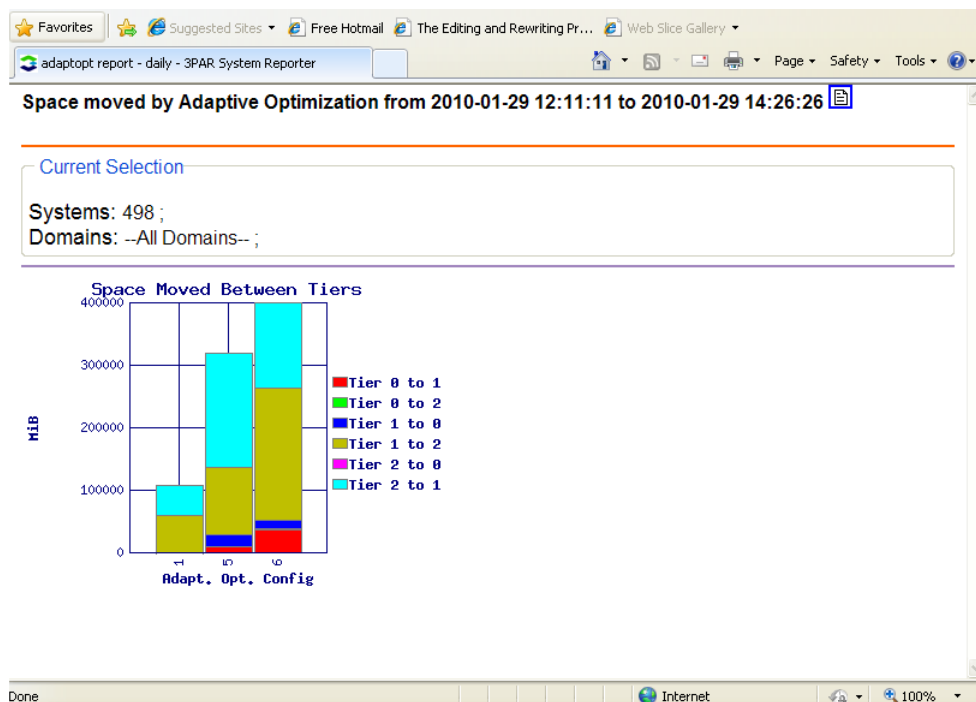 Favorites Suggested Sites Free Hotmail The Editing and Rewriting Pr... Web Slice Gallery
adaptopt report - daily - 3PAR System Reporter Page Safety Tools
Space moved by Adaptive Optimization from 2010-01-29 12:11:11 to 2010-01-29 14:26:26
Current Selection
Systems: 498 ;
Domains: --All Domains-- ;
Space Moved Between Tiers
400000
300000
200000
100000
0
MiB
1 5 6
Adapt. Opt. Config
Tier 0 to 1
Tier 0 to 2
Tier 1 to 0
Tier 1 to 2
Tier 2 to 0
Tier 2 to 1
Done Internet 100%